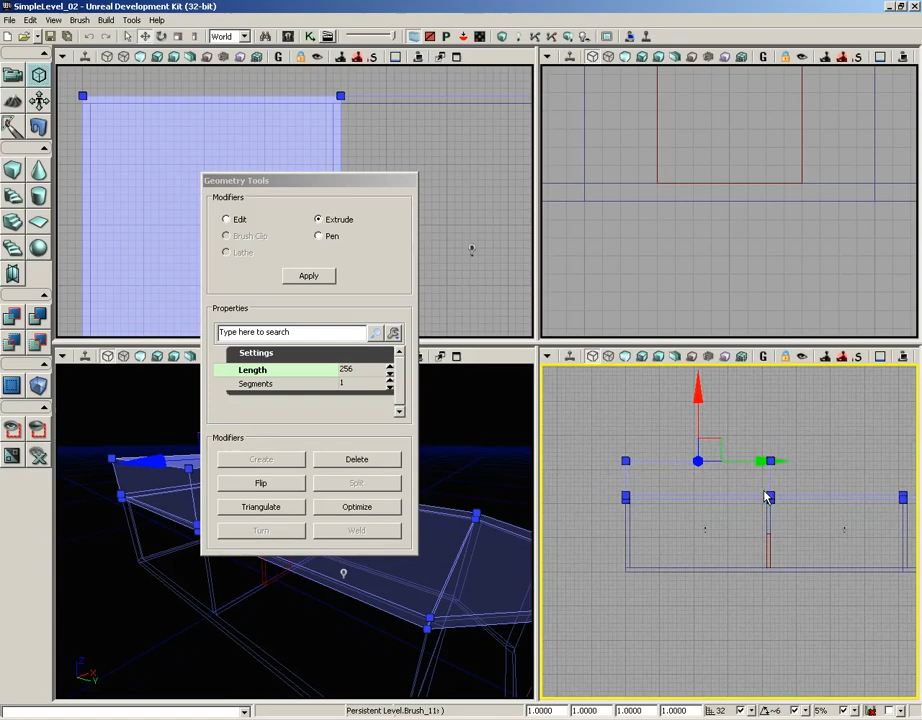 SimpleLevel_02 - Unreal Development Kit (32-bit)
File Edit View Brush Build Tools Help
World
Geometry Tools
Modifiers
Edit Extrude
Brush Clip Pen
Lathe
Apply
Properties
Type here to search
Settings
Length 256
Segments 1
Modifiers
Create Delete
Flip Split
Triangulate Optimize
Turn Weld
Z
X
Y
Persistent Level.Brush_11: )
1.0000 1.0000 1.0000 1.0000 32 ~6 5%